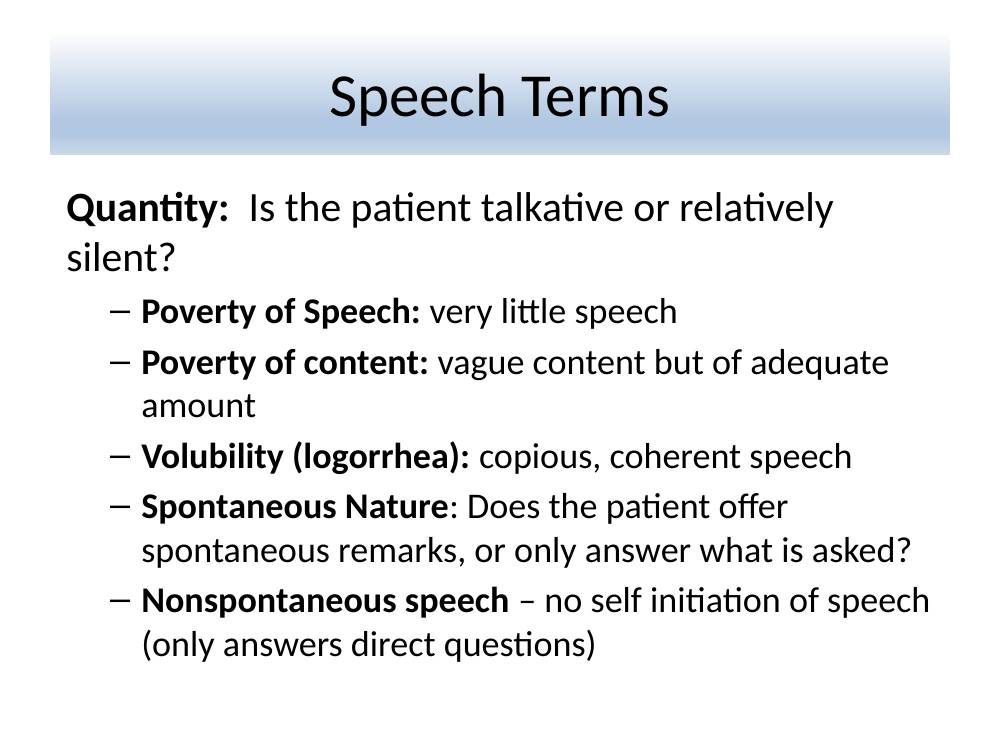 Speech Terms
Quantity:  Is the patient talkative or relatively
silent?
– Poverty of Speech: very little speech
– Poverty of content: vague content but of adequate
amount
– Volubility (logorrhea): copious, coherent speech
– Spontaneous Nature: Does the patient offer
spontaneous remarks, or only answer what is asked?
– Nonspontaneous speech – no self initiation of speech
(only answers direct questions)